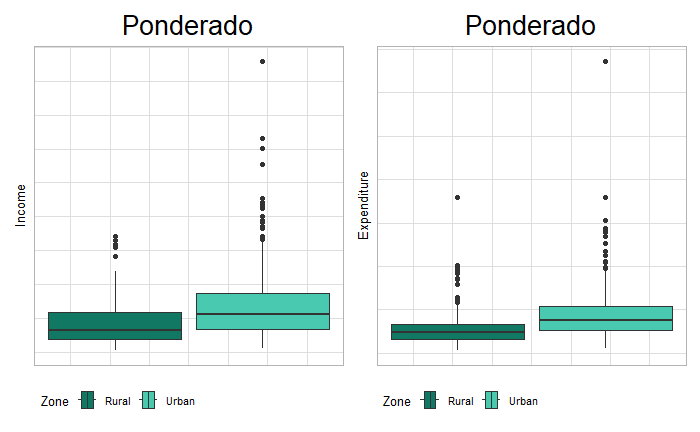 Ponderado
Income
Zone Rural Urban
Ponderado
Expenditure
Zone Rural Urban